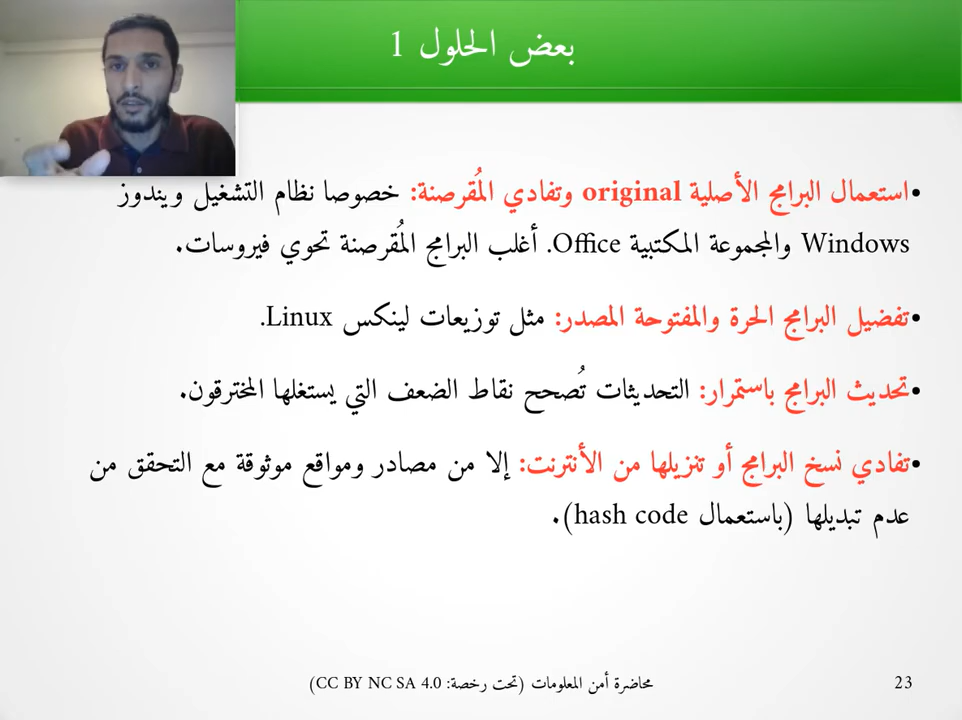 بعض الحلول 1
•استعمال البرامج الأصلية original وتفادي المُقرصنة: خصوصا نظام التشغيل ويندوز
Windows والمجموعة المكتبية Office. أغلب البرامج المُقرصنة تحوي فيروسات.
•تفضيل البرامج الحرة والمفتوحة المصدر: مثل توزيعات لينكس Linux.
•تحديث البرامج باستمرار: التحديثات تُصحح نقاط الضعف التي يستغلها المخترقون.
•تفادي نسخ البرامج أو تنزيلها من الأنترنت: إلا من مصادر ومواقع موثوقة مع التحقق من
عدم تبديلها (باستعمال hash code).
محاضرة أمن المعلومات (تحت رخصة: CC BY NC SA 4.0)
23